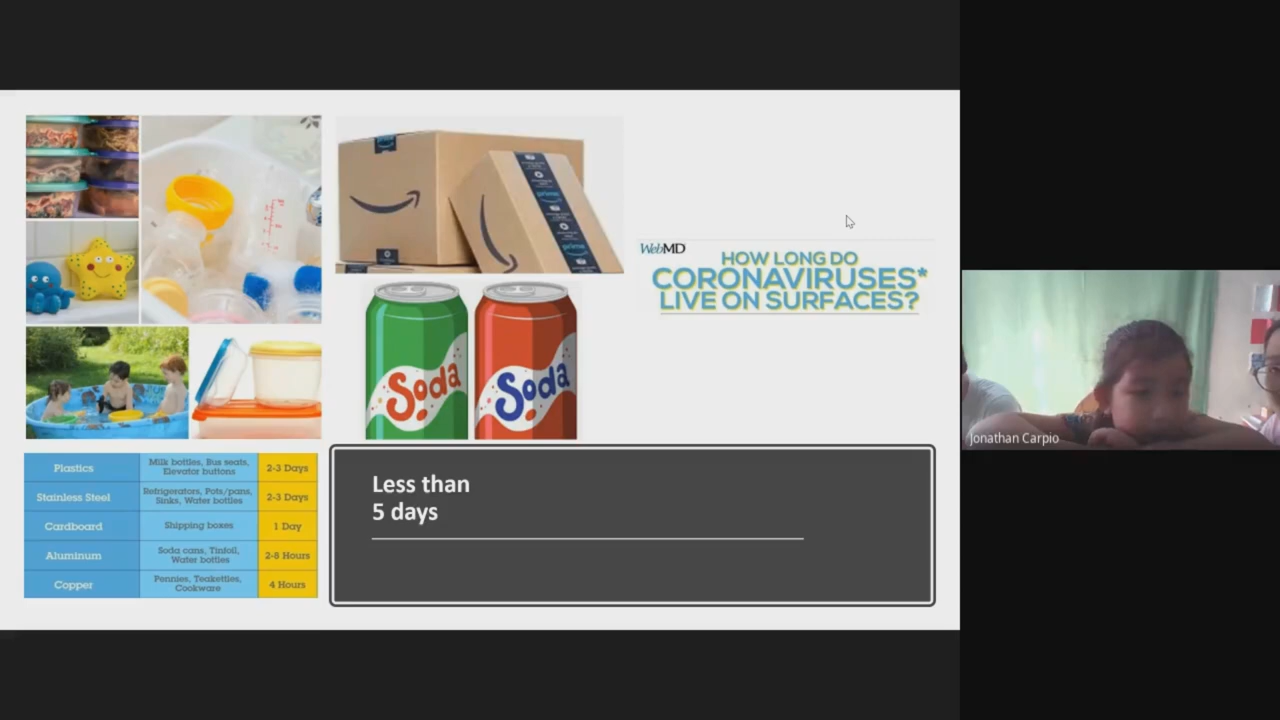 WebMD
HOW LONG DO
CORONAVIRUSES*
LIVE ON SURFACES?
Soda
Soda
Plastics
Milk bottles, Bus seats,
Elevator buttons
2-3 Days
Stainless Steel
Refrigerators, Pots/pans,
Sinks, Water bottles
2-3 Days
Cardboard
Shipping boxes
1 Day
Aluminum
Soda cans, Tinfoil,
Water bottles
2-8 Hours
Copper
Pennies, Teakettles,
Cookware
4 Hours
Less than
5 days
Jonathan Carpio